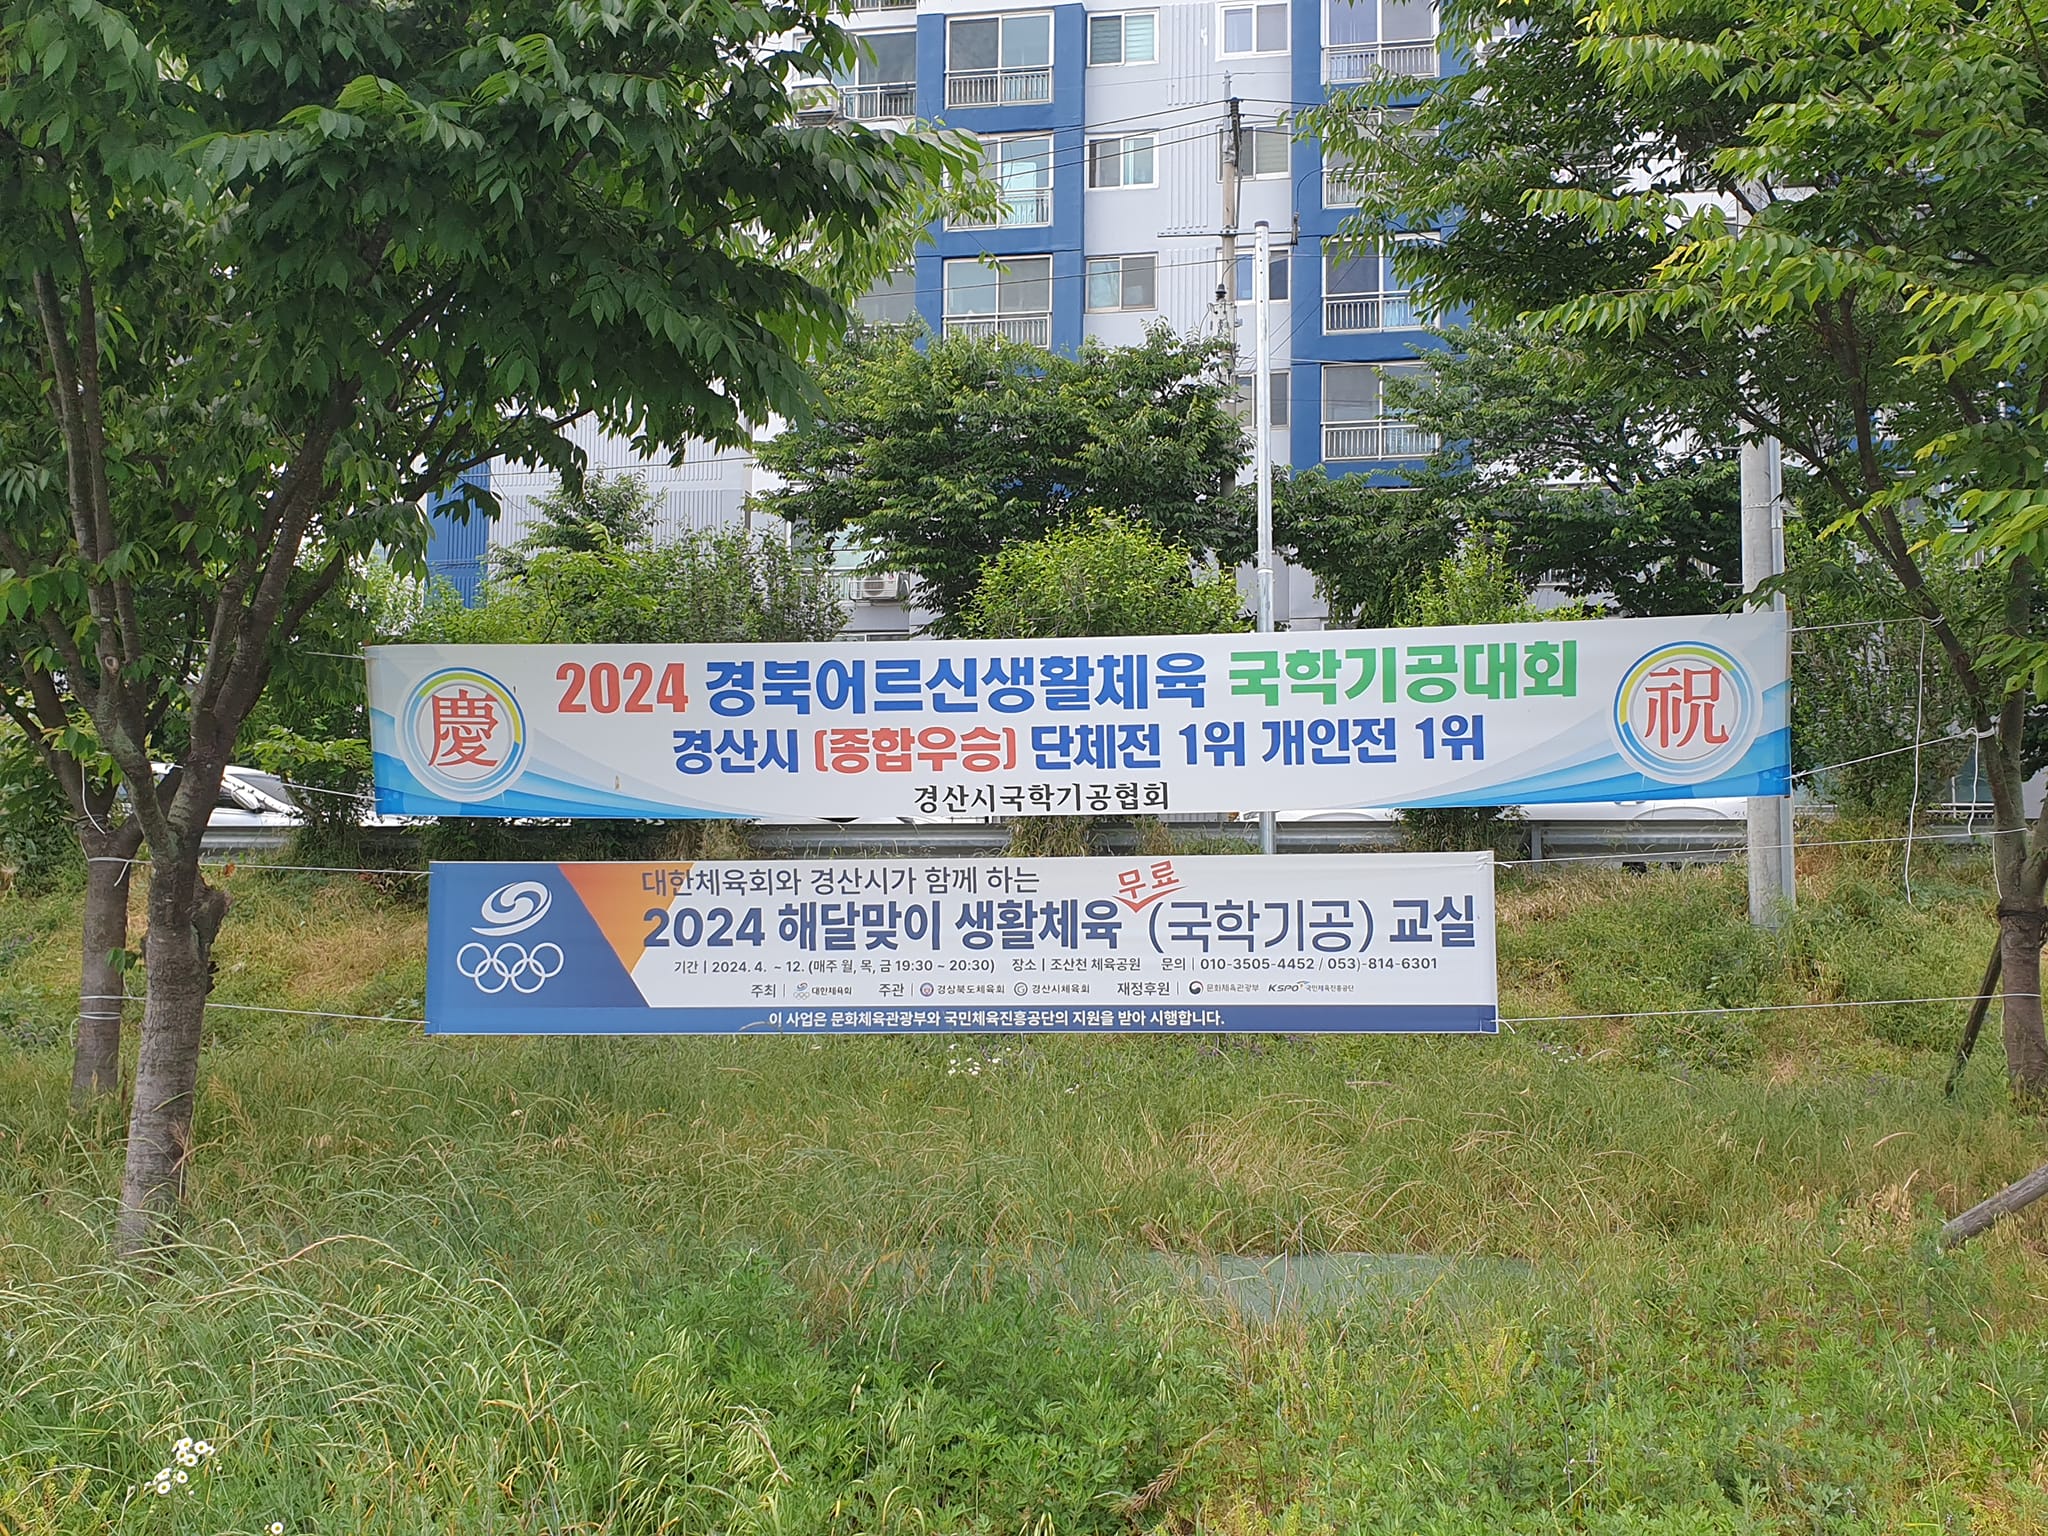 慶 2024 경북어르신생활체육 국학기공대회 祝
경산시 (종합우승) 단체전 1위 개인전 1위
경산시국학기공협회
대한체육회와 경산시가 함께 하는 무료
2024 해달맞이 생활체육 (국학기공) 교실
기간 | 2024. 4. ~ 12. (매주 월, 목, 금 19:30 ~ 20:30) 장소 | 조산천 체육공원 문의 | 010-3505-4452 / 053)-814-6301
주최 | 대한체육회 주관 | 경상북도체육회 경산시체육회 재정후원 | 문화체육관광부 KSPO 국민체육진흥공단
이 사업은 문화체육관광부와 국민체육진흥공단의 지원을 받아 시행합니다.